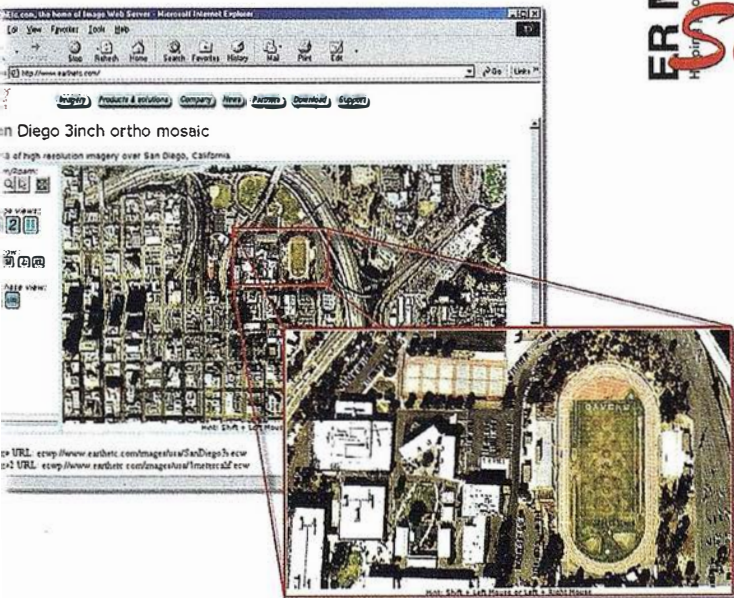 , the home of Image Web Server - Microsoft Internet Explorer
View Favorites Tools Help
Stop Refresh Home Search Favorites History Mail Print Edit
http://www.earthetc.com/ Go Links »
Imagery Products & solutions Company News Partners Download Support
n Diego 3inch ortho mosaic
of high resolution imagery over San Diego, California
/Roam:
views:
2
view:
Hint: Shift + Left Mouse
URL: ecwp://www.earthetc.com/images/usa/SanDiego3i.ecw
URL: ecwp://www.earthetc.com/images/usa/1metercalif.ecw
Hint: Shift + Left Mouse or Left + Right Mouse
ER